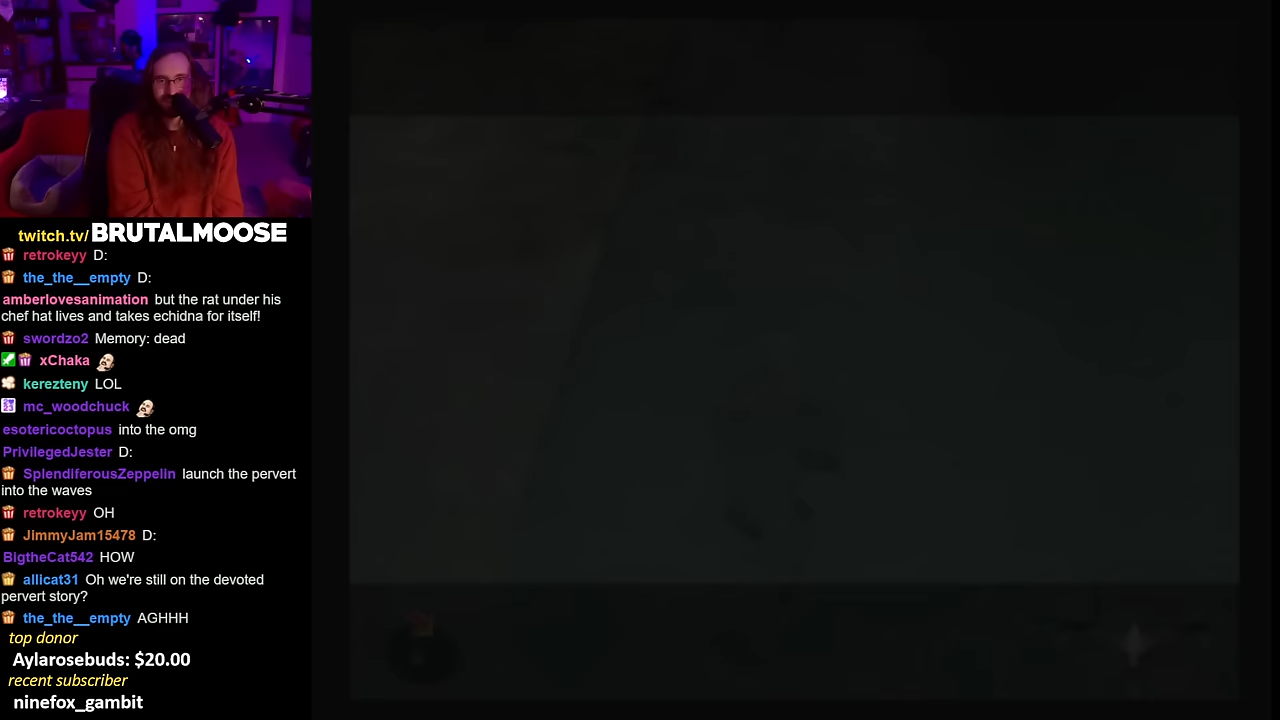 twitch.tv/BRUTALMOOSE
retrokeyy D:
the_the__empty D:
amberlovesanimation but the rat under his
chef hat lives and takes echidna for itself!
swordzo2 Memory: dead
xChaka
kerezteny LOL
mc_woodchuck
esotericoctopus into the omg
PrivilegedJester D:
SplendiferousZeppelin launch the pervert
into the waves
retrokeyy OH
JimmyJam15478 D:
BigtheCat542 HOW
allicat31 Oh we're still on the devoted
pervert story?
the_the__empty AGHHH
top donor
Aylarosebuds: $20.00
recent subscriber
ninefox_gambit